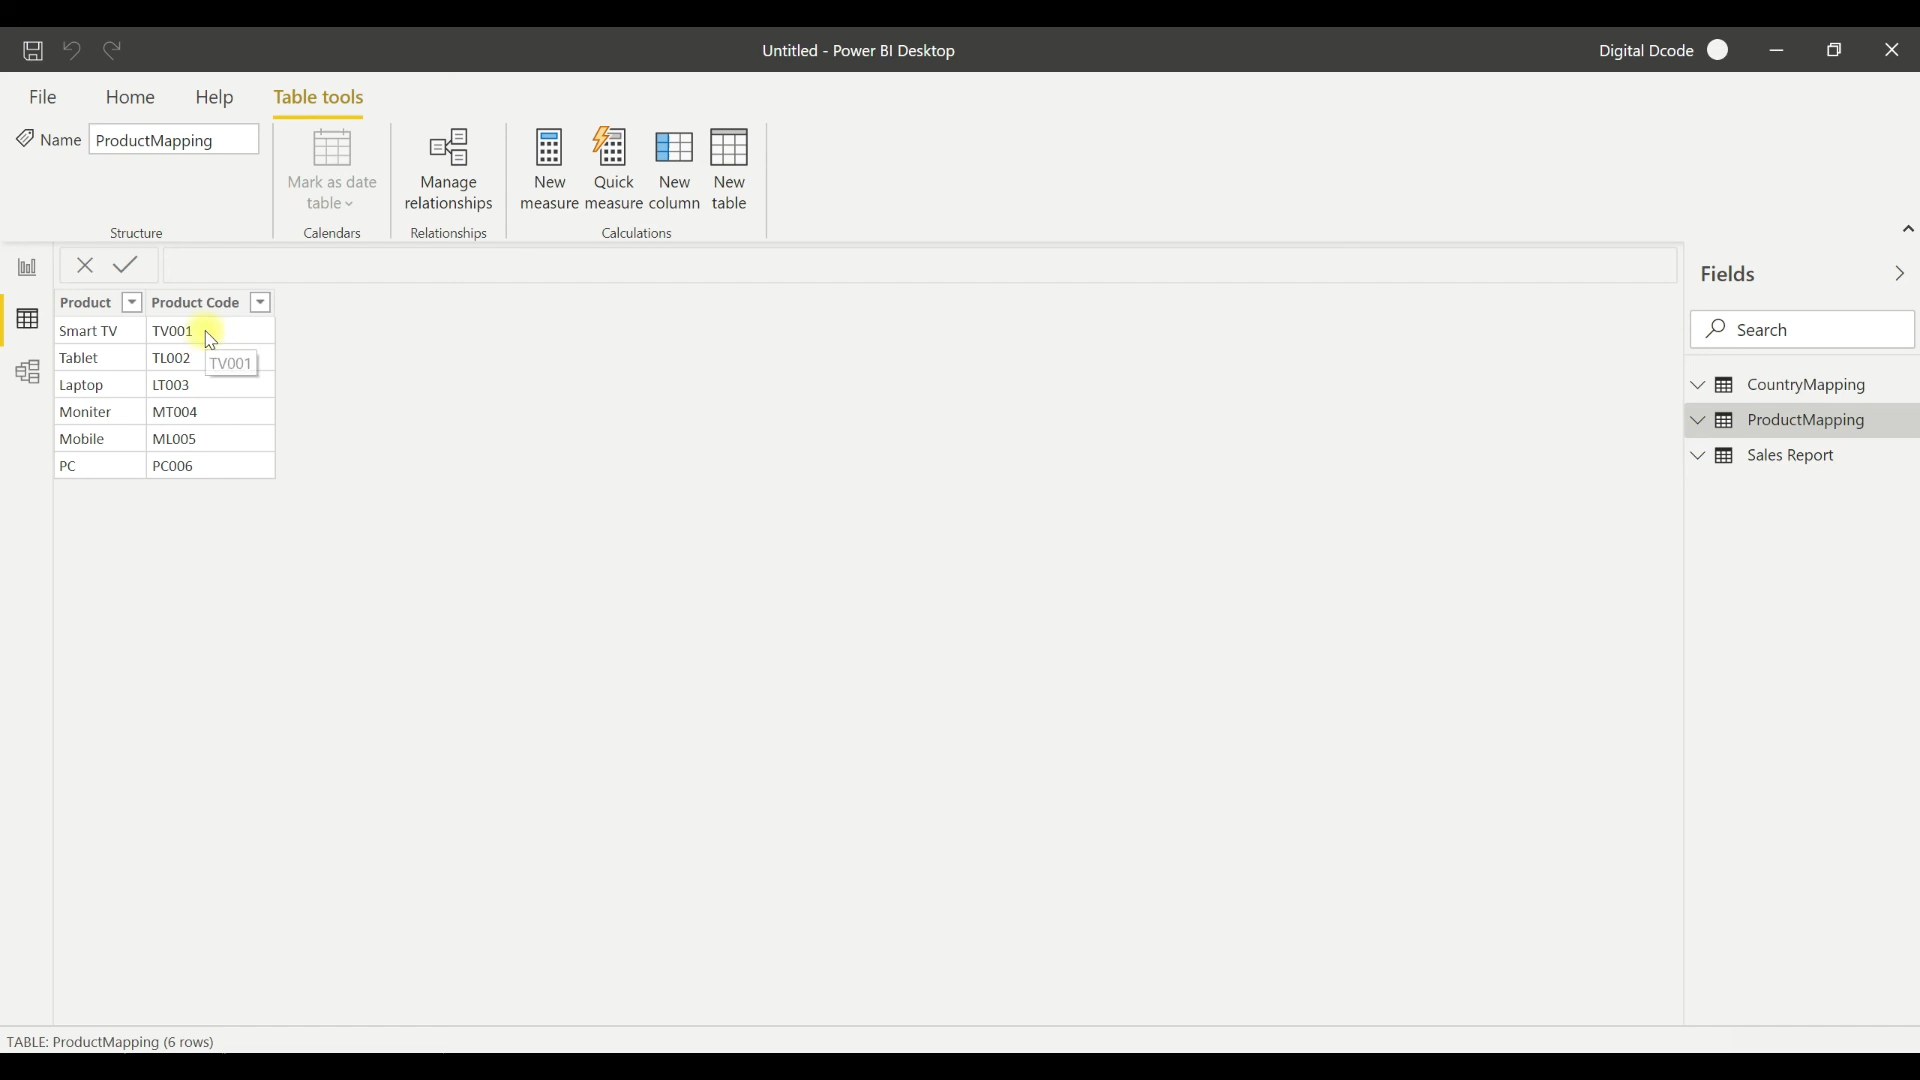 Untitled - Power BI Desktop
Digital Dcode
File Home Help Table tools
Name ProductMapping
Mark as date table
Manage relationships
New measure
Quick measure
New column
New table
Structure Calendars Relationships Calculations
Fields
Search
CountryMapping
ProductMapping
Sales Report
Product Product Code
Smart TV TV001
TV001
Tablet TL002
Laptop LT003
Moniter MT004
Mobile ML005
PC PC006
TABLE: ProductMapping (6 rows)